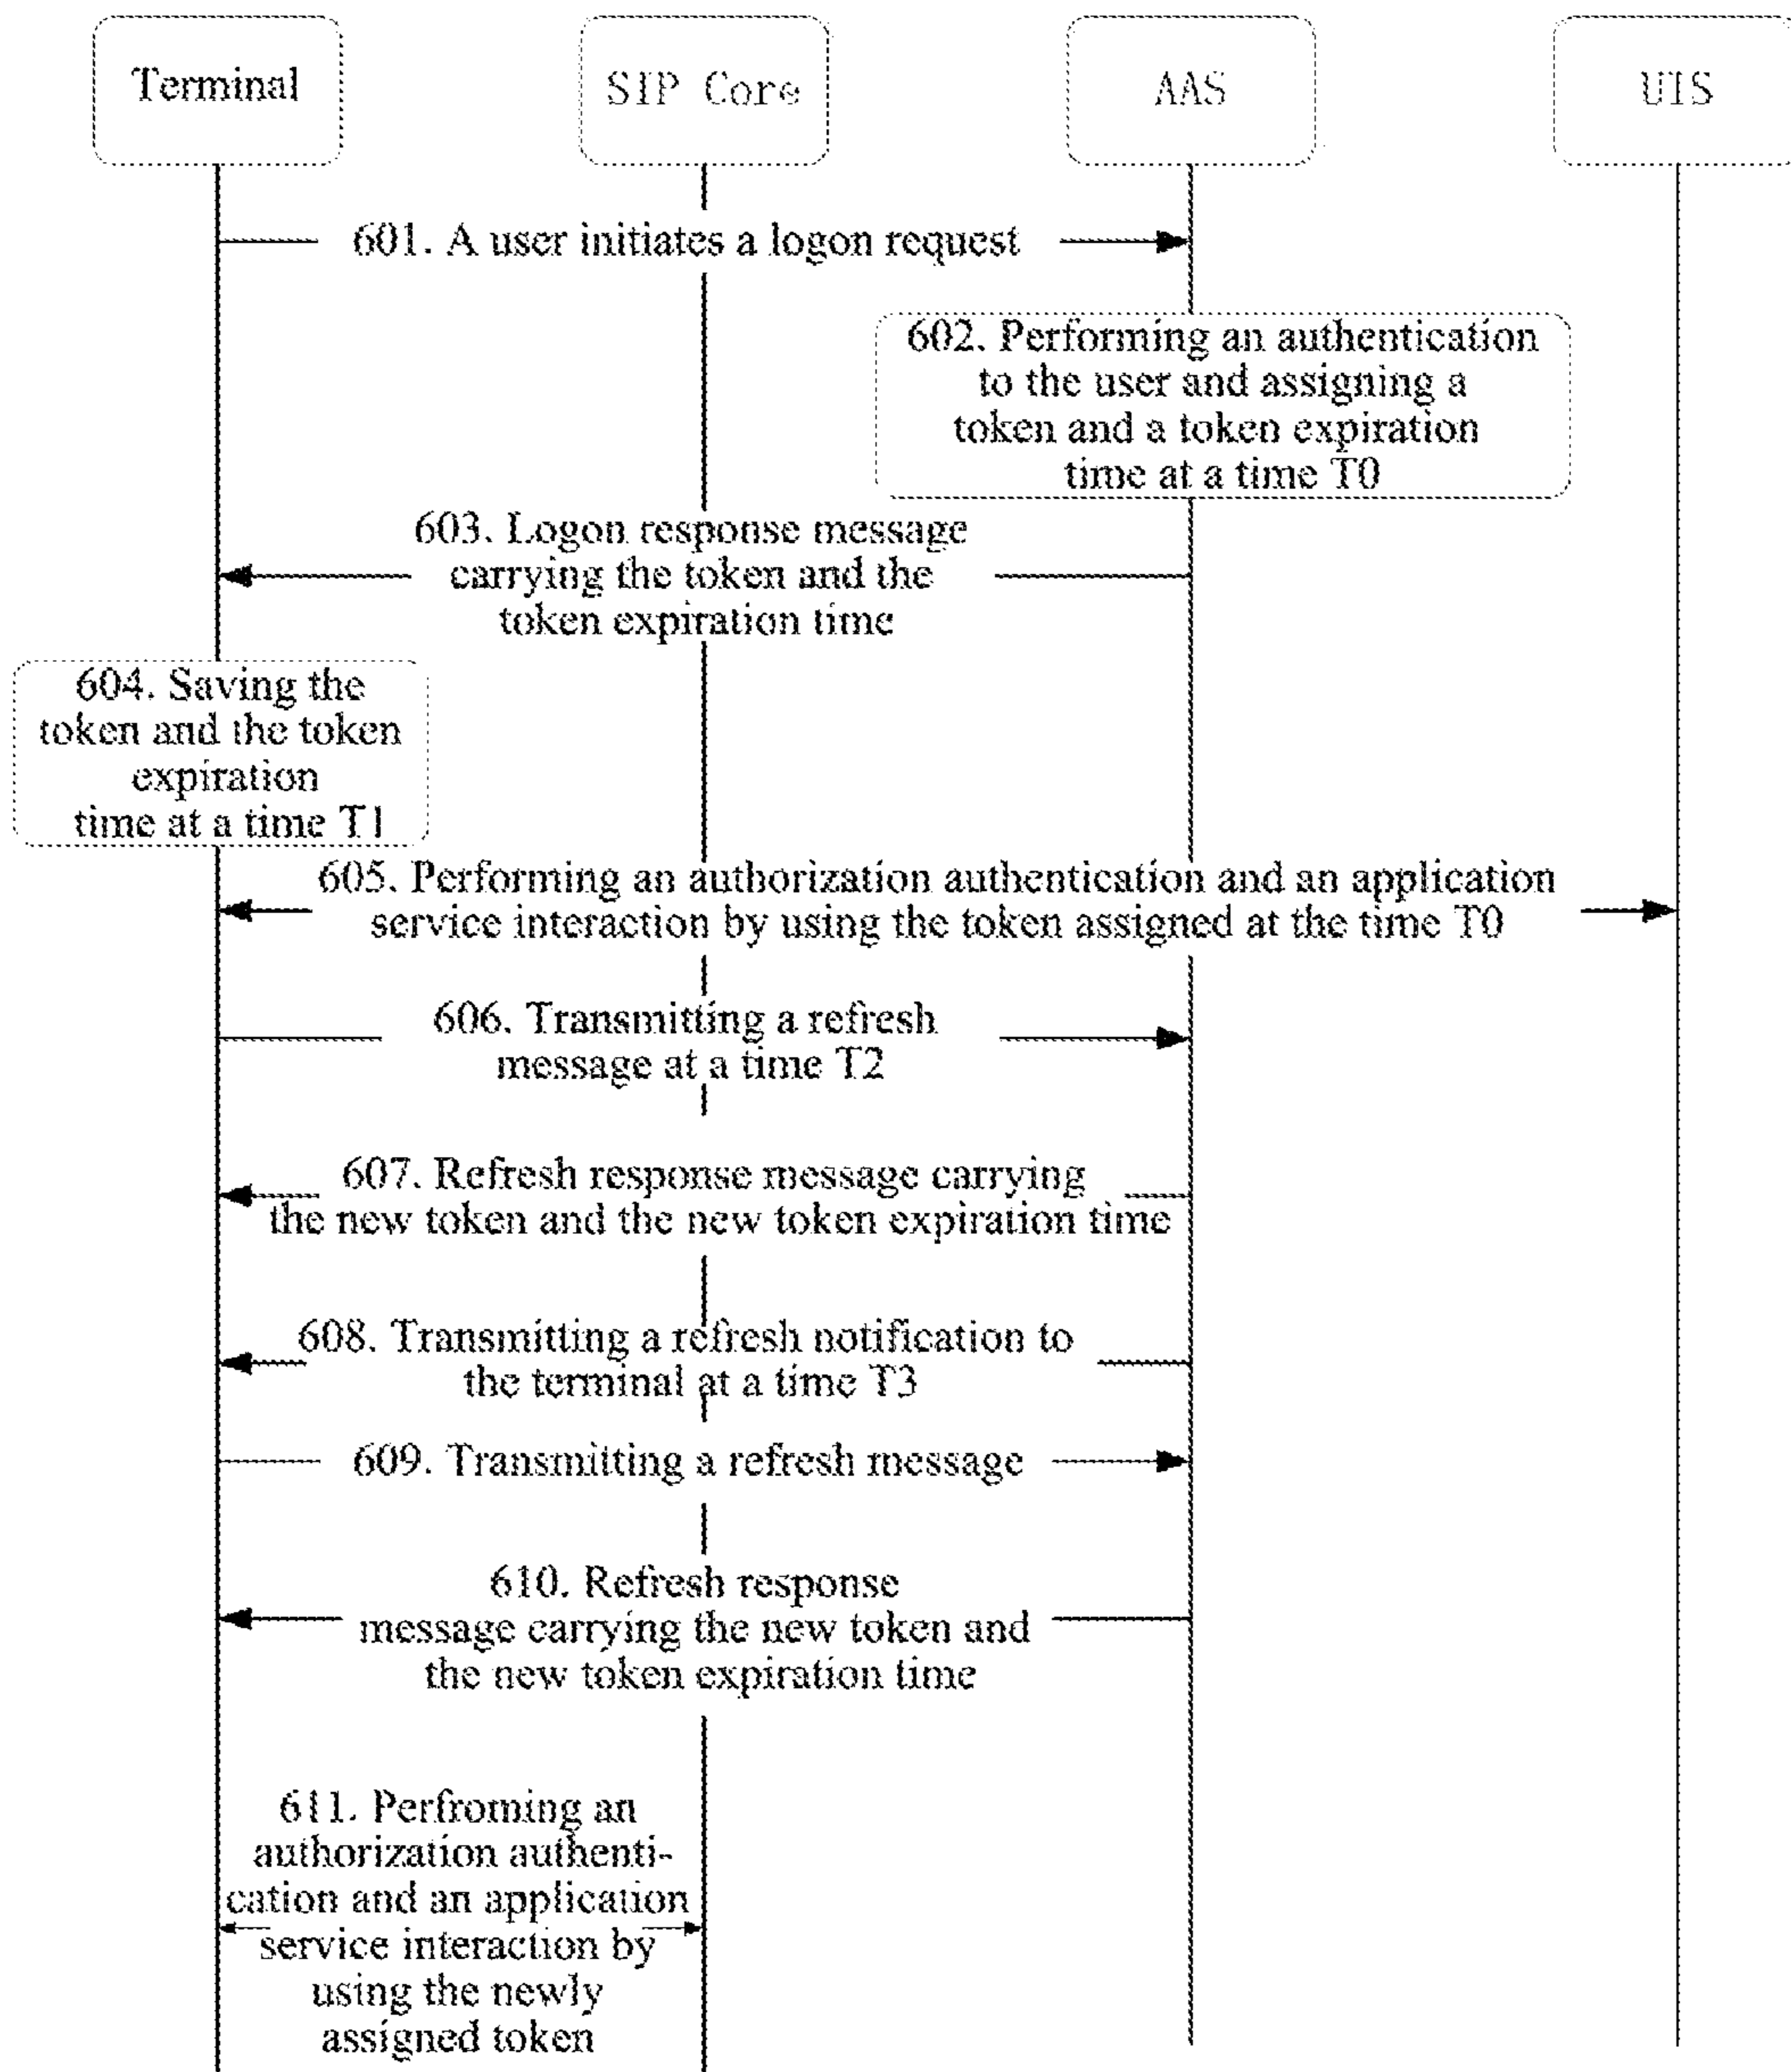 Terminal
SIP Core
AAS
UIS
601. A user initiates a logon request
602. Performing an authentication
to the user and assigning a
token and a token expiration
time at a time T0
603. Logon response message
carrying the token and the
token expiration time
604. Saving the
token and the token
expiration
time at a time T1
605. Performing an authorization authentication and an application
service interaction by using the token assigned at the time T0
606. Transmitting a refresh
message at a time T2
607. Refresh response message carrying
the new token and the new token expiration time
608. Transmitting a refresh notification to
the terminal at a time T3
609. Transmitting a refresh message
610. Refresh response
message carrying the new token and
the new token expiration time
611. Perfroming an
authorization authenti-
cation and an application
service interaction by
using the newly
assigned token